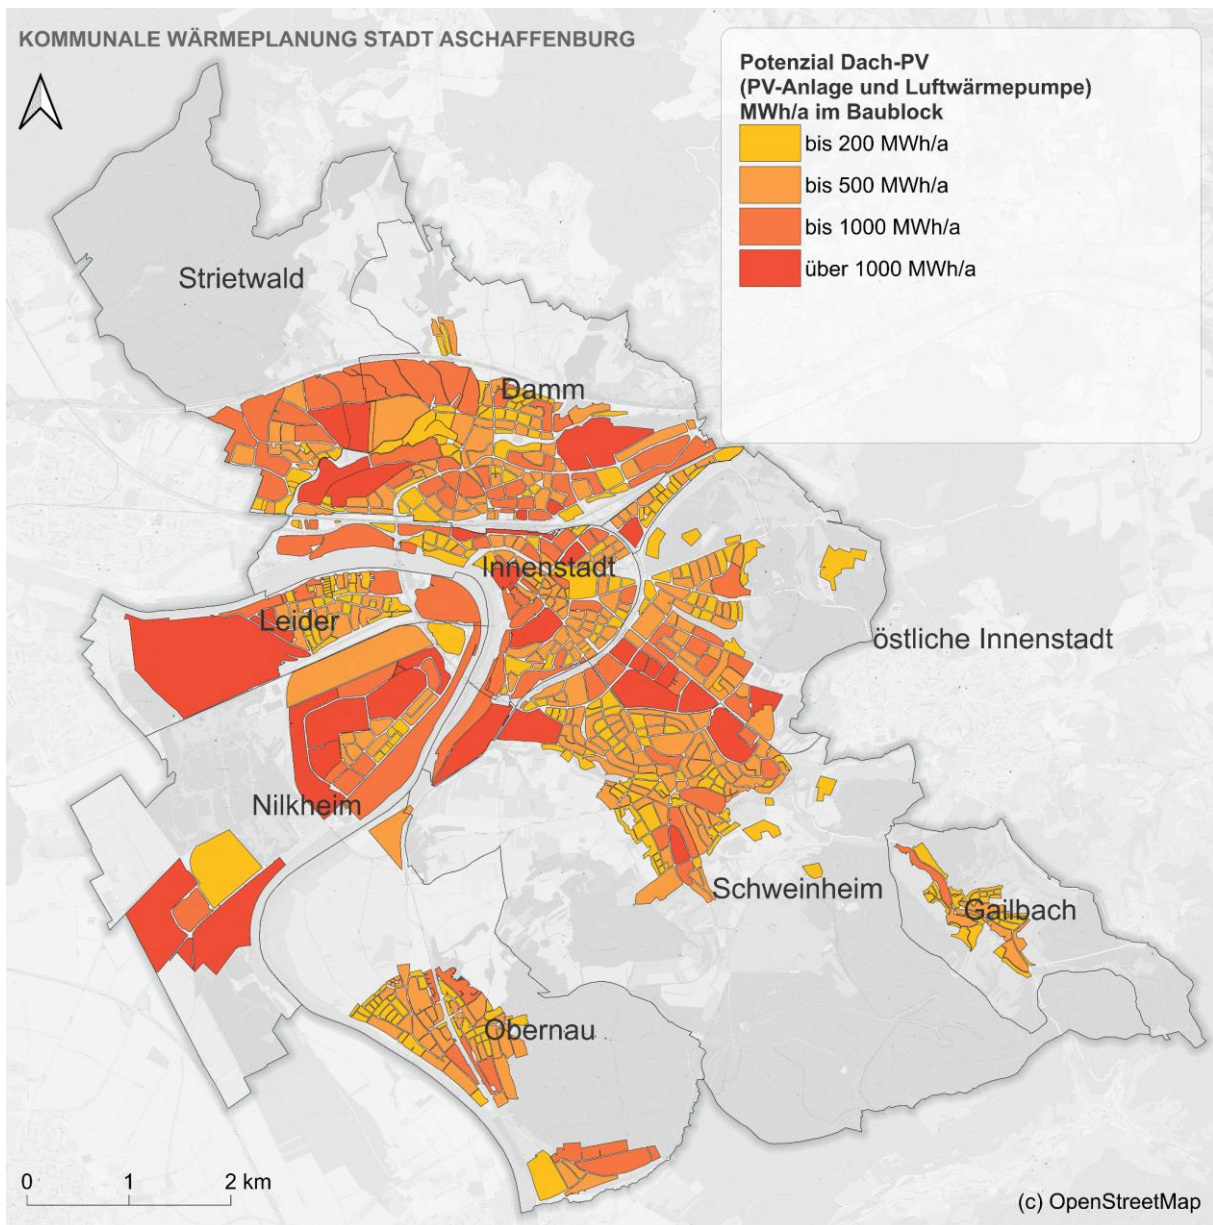 KOMMUNALE WÄRMEPLANUNG STADT ASCHAFFENBURG
Potenzial Dach-PV
(PV-Anlage und Luftwärmepumpe)
MWh/a im Baublock
bis 200 MWh/a
bis 500 MWh/a
bis 1000 MWh/a
über 1000 MWh/a
Strietwald
Damm
Innenstadt
Leider
östliche Innenstadt
Nilkheim
Schweinheim
Gailbach
Obernau
0 1 2 km
(c) OpenStreetMap